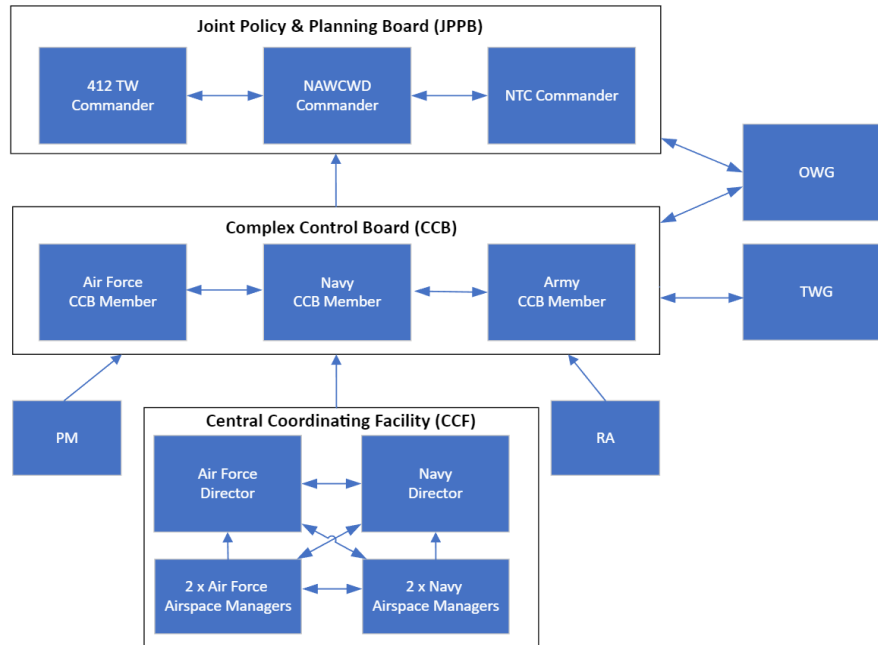 Joint Policy & Planning Board (JPPB)
412 TW
Commander
NAWCWD
Commander
NTC Commander
OWG
Complex Control Board (CCB)
Air Force
CCB Member
Navy
CCB Member
Army
CCB Member
TWG
PM
Central Coordinating Facility (CCF)
RA
Air Force
Director
Navy
Director
2 x Air Force
Airspace Managers
2 x Navy
Airspace Managers